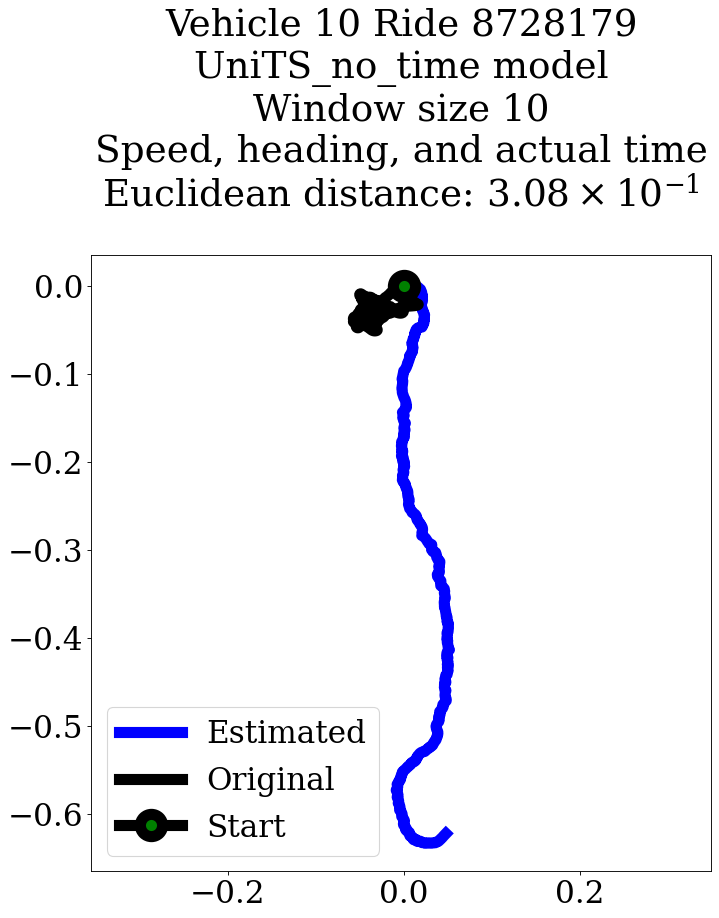 Vehicle 10 Ride 8728179
UniTS_no_time model
Window size 10
Speed, heading, and actual time
Euclidean distance: $3.08 \times 10^{-1}$
0.0
−0.1
−0.2
−0.3
−0.4
−0.5
−0.6
Estimated
Original
Start
−0.2
0.0
0.2